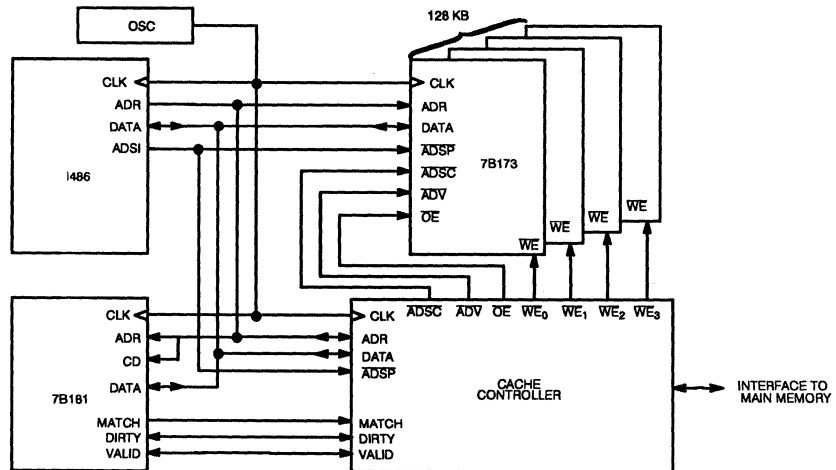 128 KB
OSC
CLK
ADR
DATA
ADSI
I486
CLK
ADR
DATA
ADSP
ADSC
ADV
OE
7B173
WE
WE
WE
WE
CLK
ADR
CD
DATA
7B181
MATCH
DIRTY
VALID
ADSC ADV OE WE0 WE1 WE2 WE3
CLK
ADR
DATA
ADSP
CACHE
CONTROLLER
MATCH
DIRTY
VALID
INTERFACE TO
MAIN MEMORY